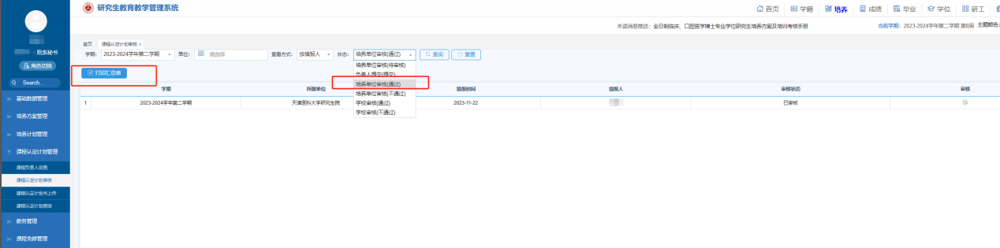 研究生教育教学管理系统
首页 学籍 培养 成绩 毕业 学位 研工
未读消息推送: 全日制临床、口腔医学博士专业学位研究生培养方案及培训考核手册 当前学期: 2023-2024学年第二学期 第8周 主题颜色:
院系秘书
角色切换
Search...
基础数据管理
培养方案管理
培养计划管理
课程认定计划管理
课程负责人设置
课程认定计划审核
课程认定计划书上传
课程认定计划查询
教务管理
课程免修管理
首页 课程认定计划审核 ×
学期: 2023-2024学年第二学期 单位: 请选择 查看方式: 按填报人 状态: 培养单位审核(通过) 查询 重置
培养单位审核(待审核)
负责人提交(提交)
培养单位审核(通过)
培养单位审核(不通过)
学校审核(通过)
学校审核(不通过)
打印汇总表
学期 所属单位 填报时间 填报人 审核状态 审核
1 2023-2024学年第二学期 天津医科大学研究生院 2023-11-22 已审核